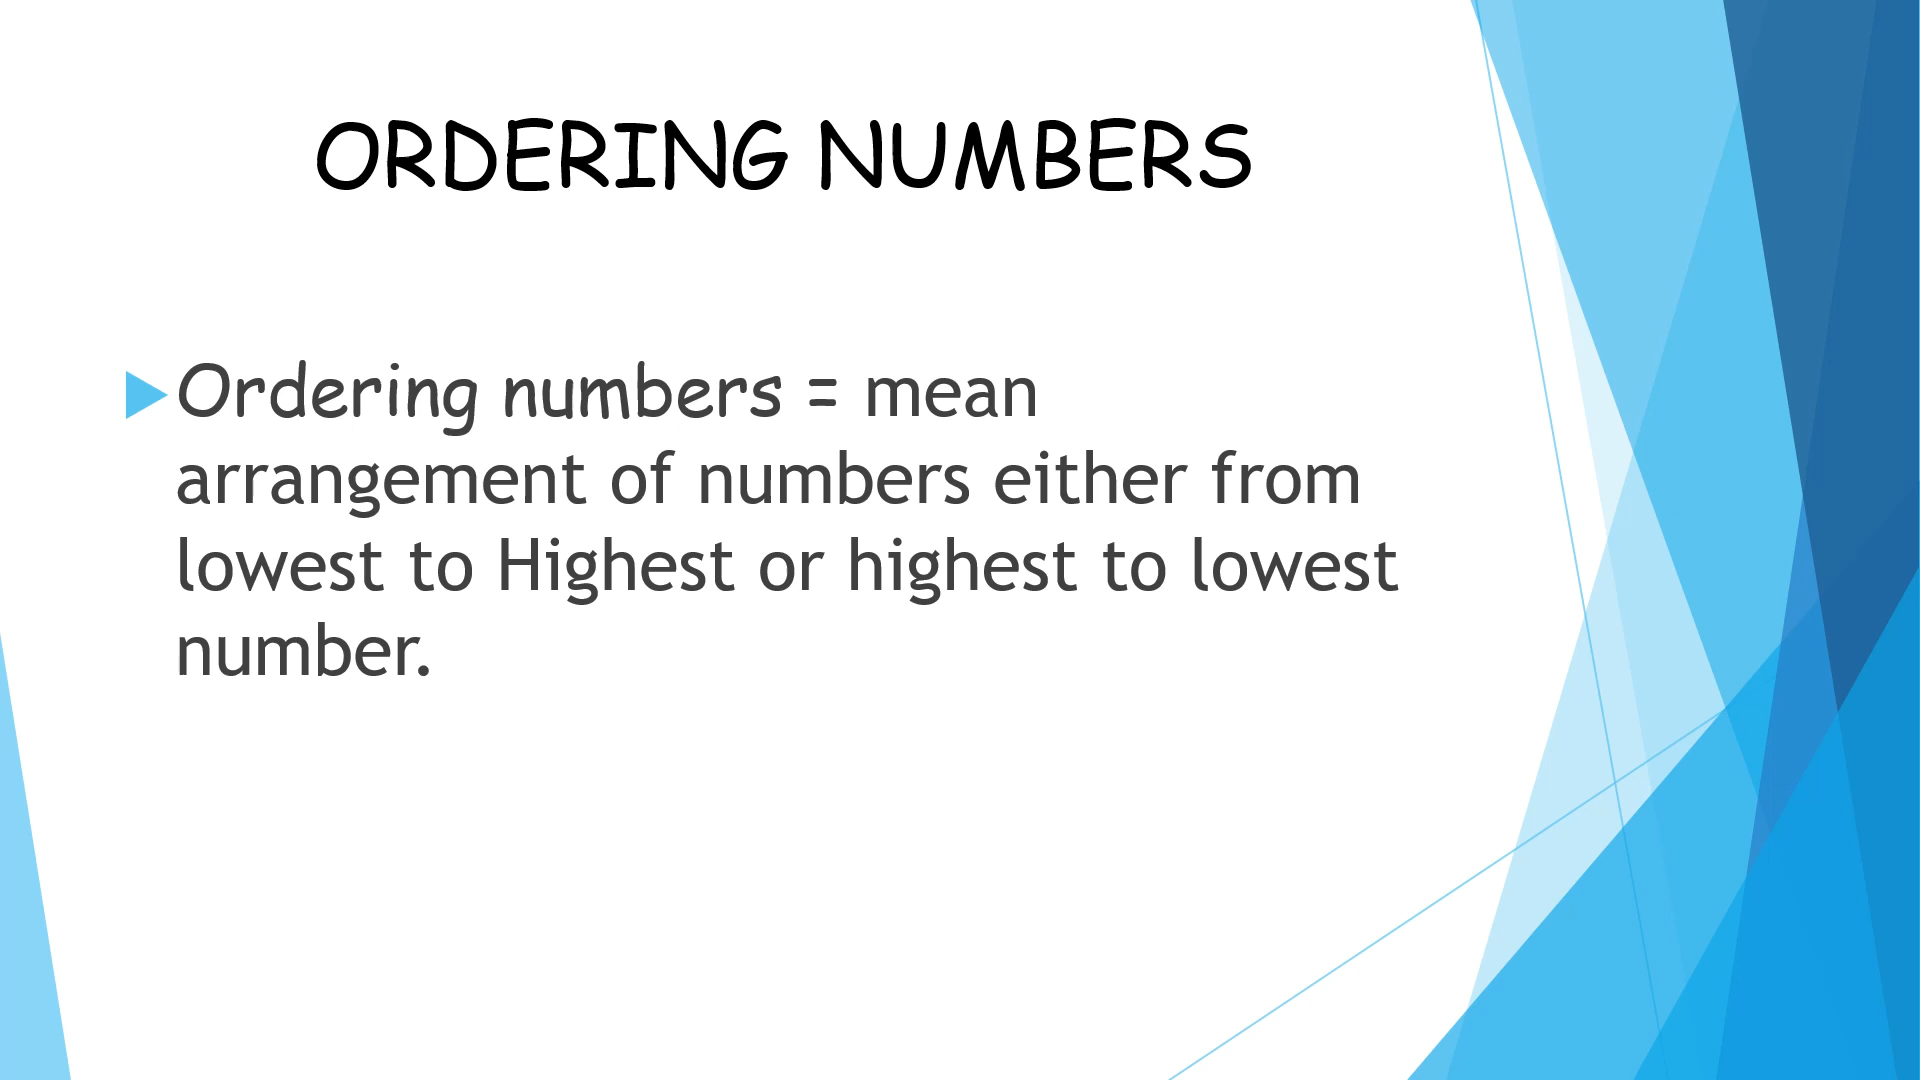 ORDERING NUMBERS
Ordering numbers = mean
arrangement of numbers either from
lowest to Highest or highest to lowest
number.